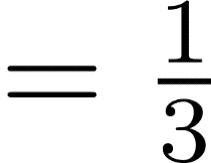 = 1/3